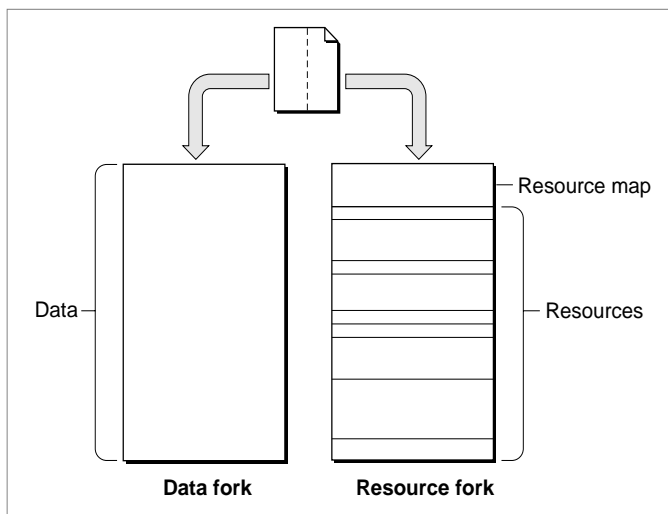 Resource map
Data
Resources
Data fork
Resource fork